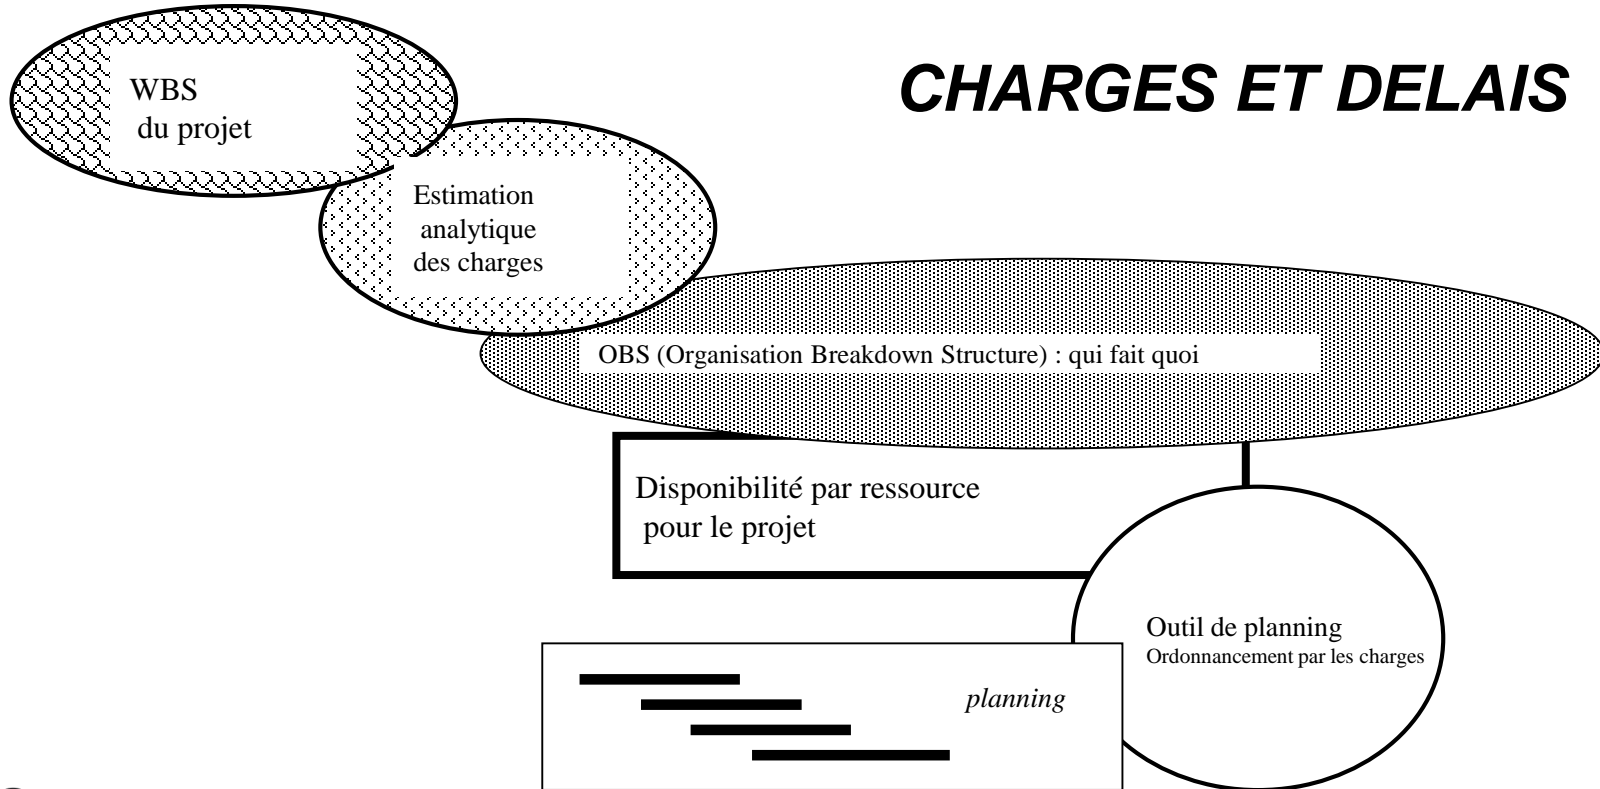 CHARGES ET DELAIS
WBS
du projet
Estimation
analytique
des charges
OBS (Organisation Breakdown Structure) : qui fait quoi
Disponibilité par ressource
pour le projet
Outil de planning
Ordonnancement par les charges
planning